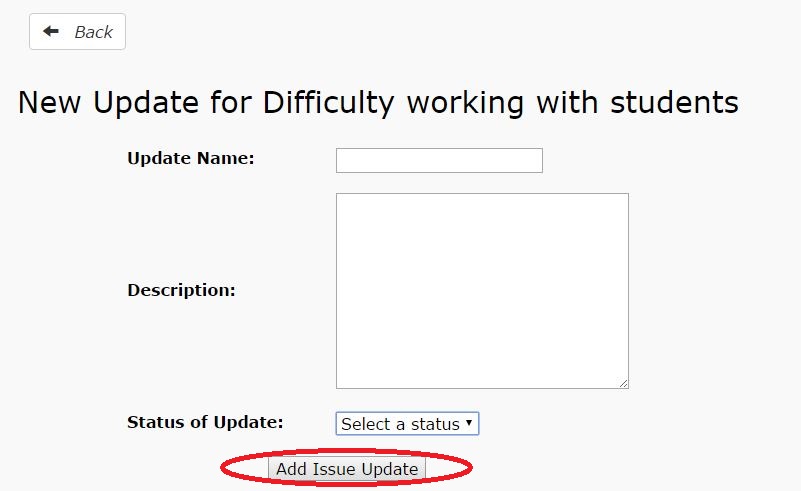 Back
New Update for Difficulty working with students
Update Name:
Description:
Status of Update:
Select a status
Add Issue Update